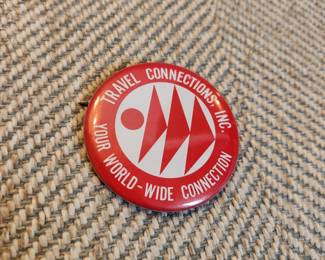 TRAVEL CONNECTIONS, INC.
YOUR WORLD-WIDE CONNECTION